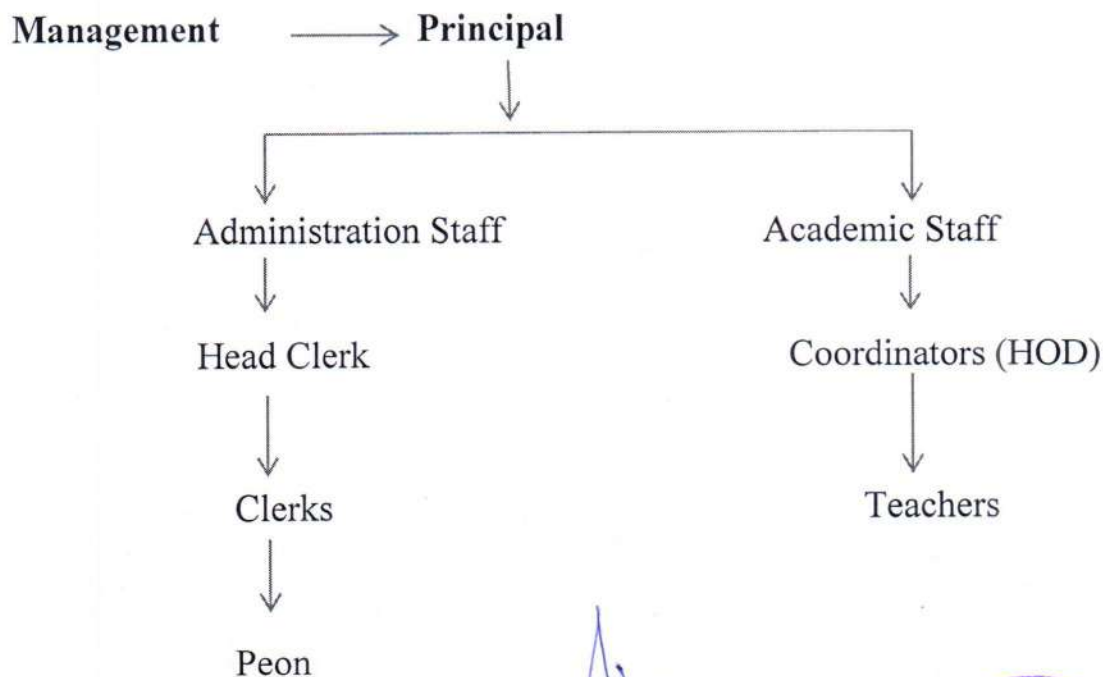 Management Principal
Administration Staff Academic Staff
Head Clerk Coordinators (HOD)
Clerks Teachers
Peon